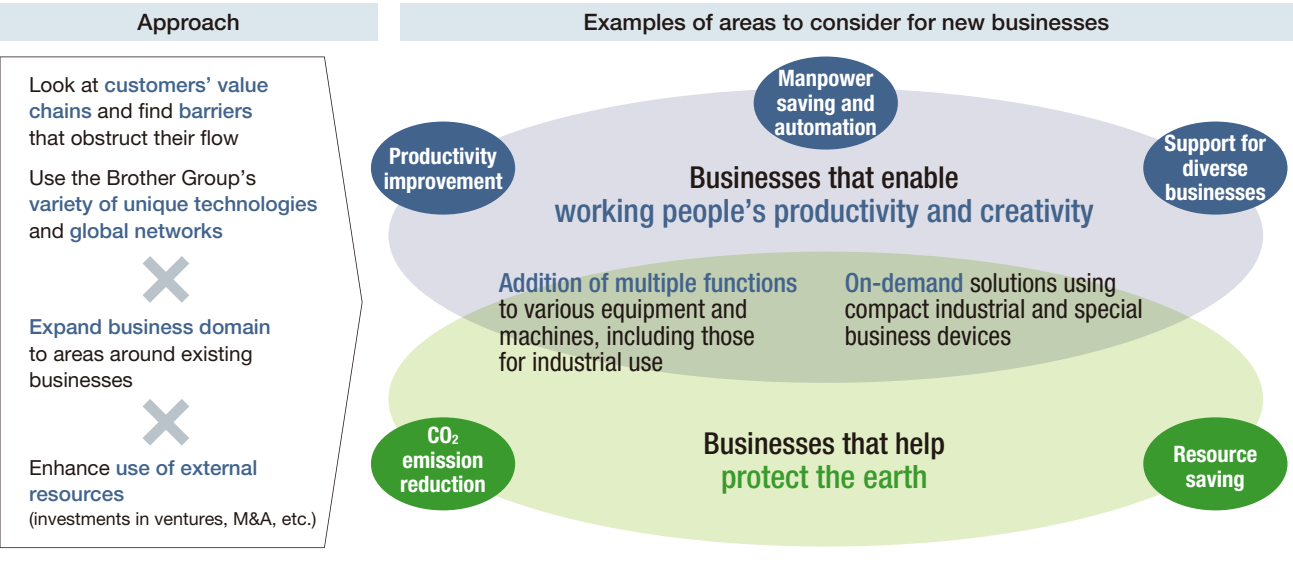 Approach
Look at customers’ value
chains and find barriers
that obstruct their flow
Use the Brother Group’s
variety of unique technologies
and global networks
Expand business domain
to areas around existing
businesses
Enhance use of external
resources
(investments in ventures, M&A, etc.)
Examples of areas to consider for new businesses
Manpower
saving and
automation
Productivity
improvement
Support for
diverse
businesses
Businesses that enable
working people’s productivity and creativity
Addition of multiple functions
to various equipment and
machines, including those
for industrial use
On-demand solutions using
compact industrial and special
business devices
CO₂
emission
reduction
Businesses that help
protect the earth
Resource
saving